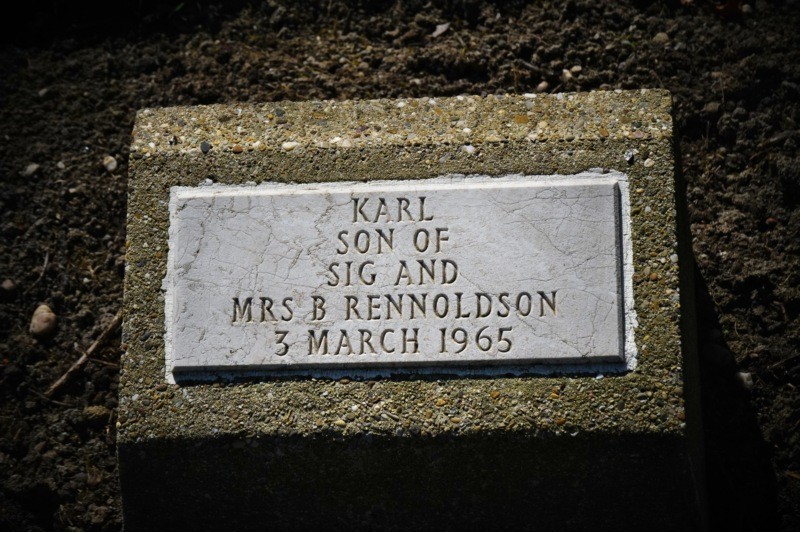 KARL
SON OF
SIG AND
MRS B RENNOLDSON
3 MARCH 1965